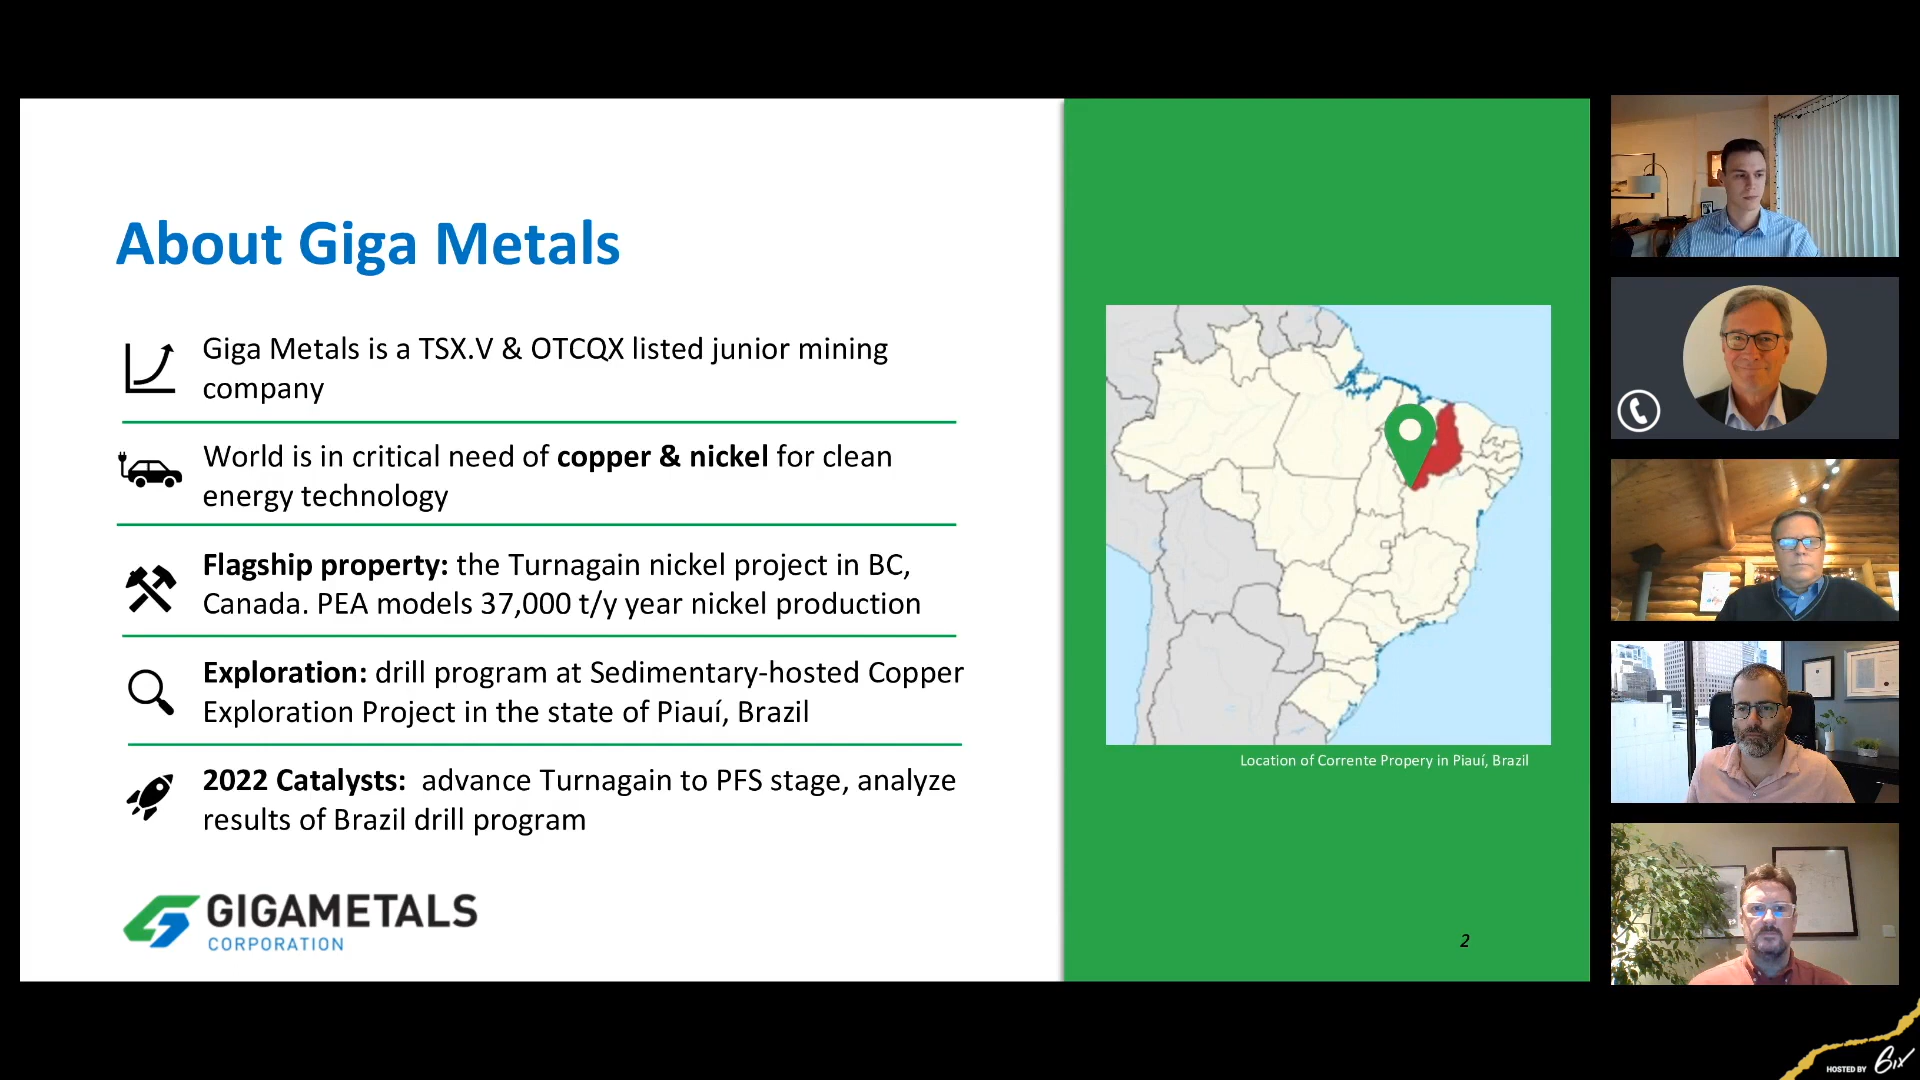 About Giga Metals
Giga Metals is a TSX.V & OTCQX listed junior mining
company
World is in critical need of copper & nickel for clean
energy technology
Flagship property: the Turnagain nickel project in BC,
Canada. PEA models 37,000 t/y year nickel production
Exploration: drill program at Sedimentary-hosted Copper
Exploration Project in the state of Piauí, Brazil
2022 Catalysts: advance Turnagain to PFS stage, analyze
results of Brazil drill program
GIGAMETALS
CORPORATION
Location of Corrente Propery in Piauí, Brazil
2
HOSTED BY 6ix